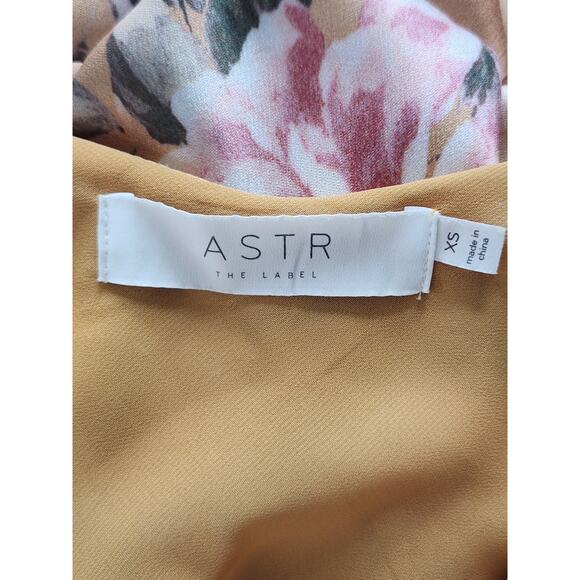 ASTR
THE LABEL
XS
made in
china